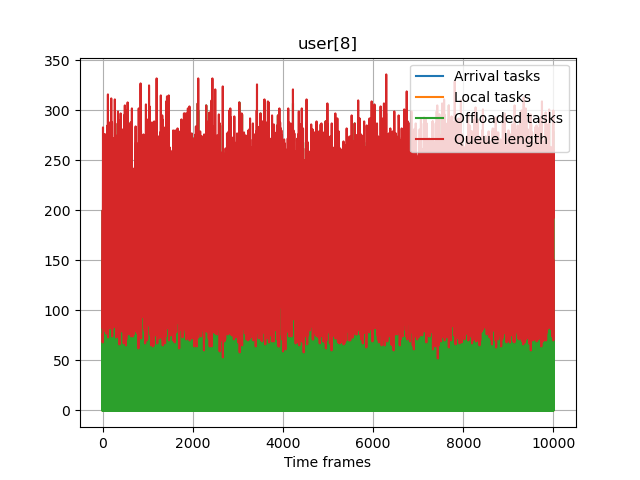 user[8]
350
300
250
200
150
100
50
0
Arrival tasks
Local tasks
Offloaded tasks
Queue length
0 2000 4000 6000 8000 10000
Time frames